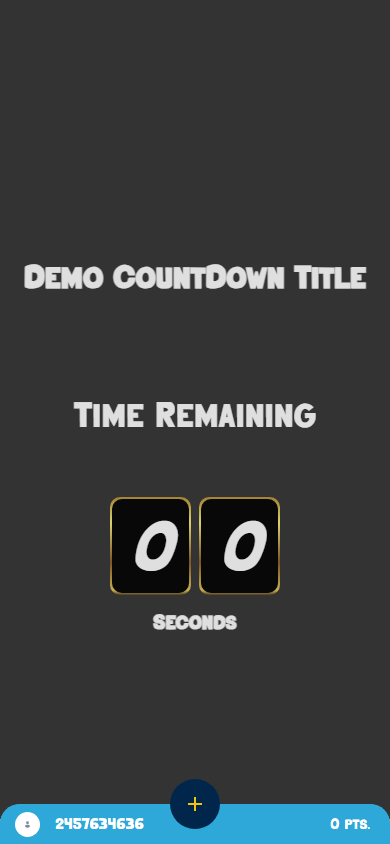 Demo CountDown Title
Time Remaining
0 0
Seconds
2457634636
0 PTS.